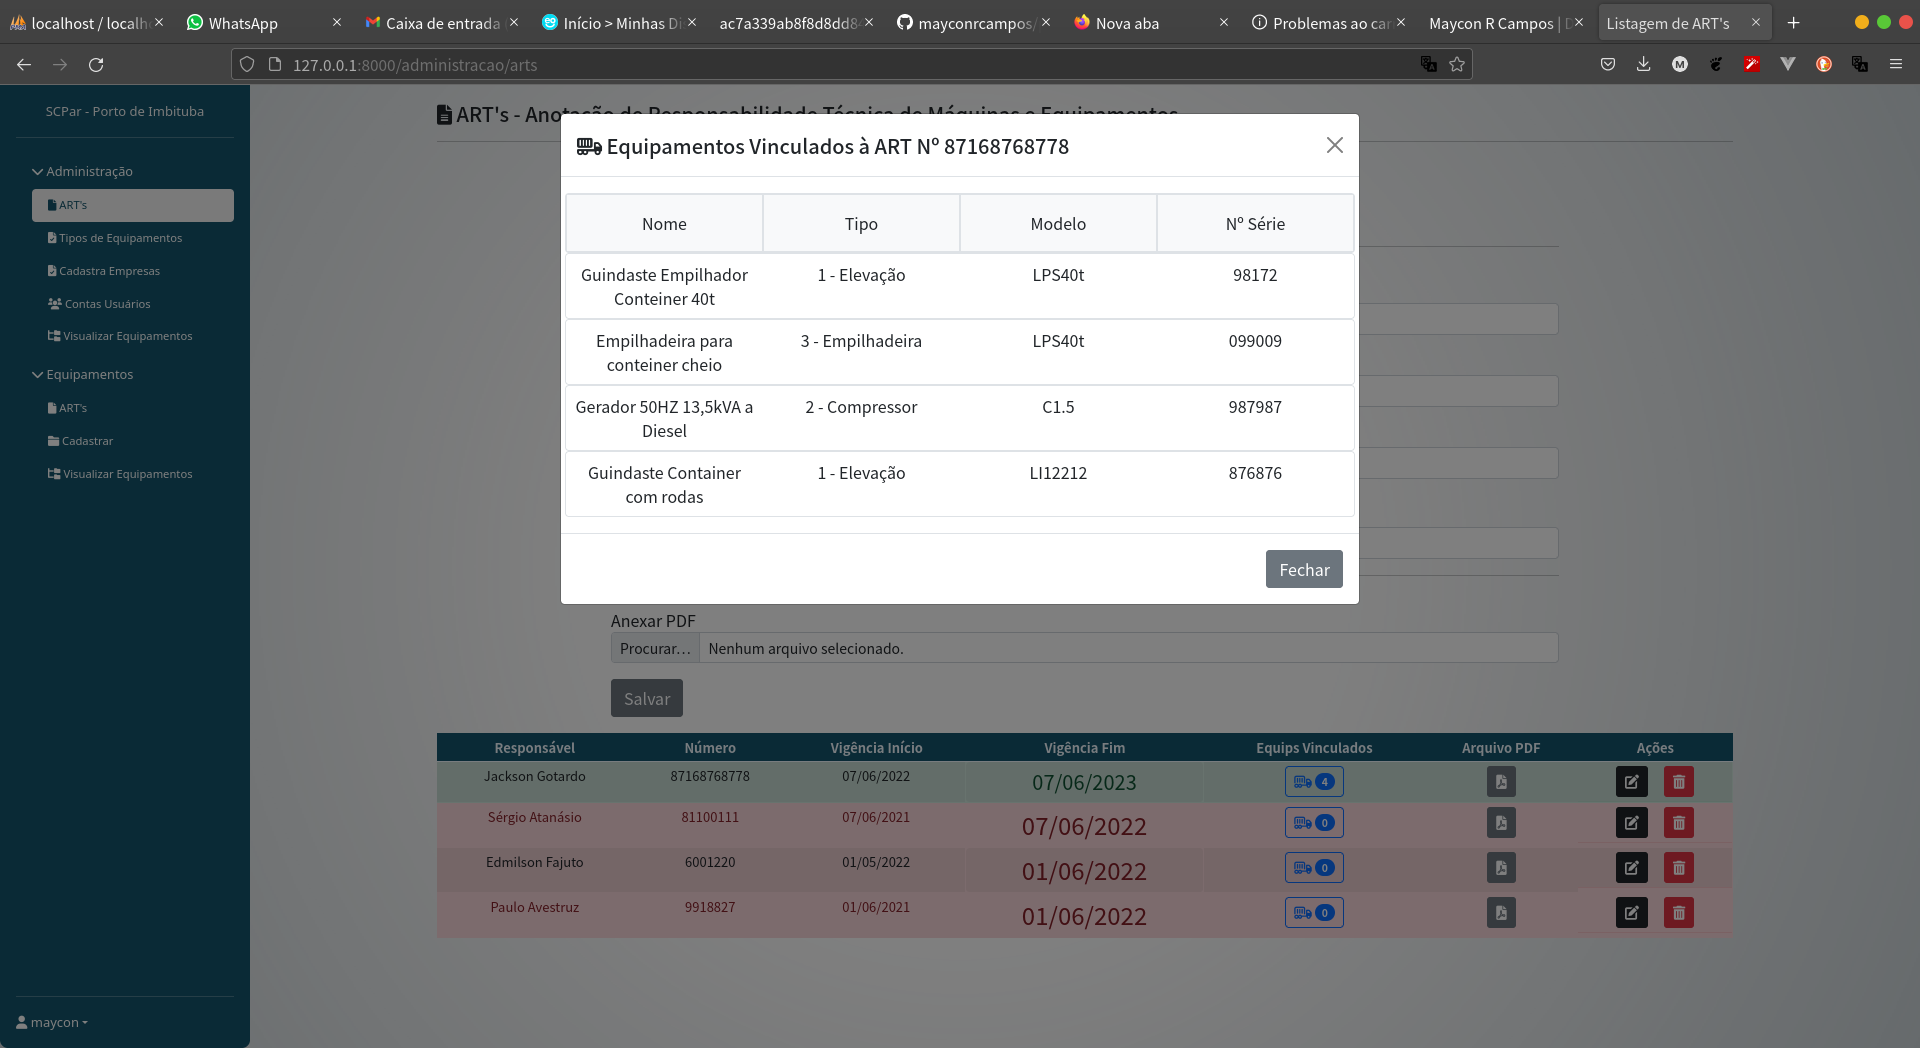 localhost / localh
WhatsApp
Caixa de entrada
Início > Minhas Di
ac7a339ab8f8d8dd8
mayconrcampos/
Nova aba
Problemas ao car
Maycon R Campos | D
Listagem de ART's
127.0.0.1:8000/administracao/arts
SCPar - Porto de Imbituba
Administração
ART's
Tipos de Equipamentos
Cadastra Empresas
Contas Usuários
Visualizar Equipamentos
Equipamentos
ART's
Cadastrar
Visualizar Equipamentos
maycon
ART's - Anotação de Responsabilidade Técnica de Máquinas e Equipamentos
Equipamentos Vinculados à ART Nº 87168768778
Nome Tipo Modelo Nº Série
Guindaste Empilhador 1 - Elevação LPS40t 98172
Conteiner 40t
Empilhadeira para 3 - Empilhadeira LPS40t 099009
conteiner cheio
Gerador 50HZ 13,5kVA a 2 - Compressor C1.5 987987
Diesel
Guindaste Container 1 - Elevação LI12212 876876
com rodas
Fechar
Anexar PDF
Procurar... Nenhum arquivo selecionado.
Salvar
Responsável Número Vigência Início Vigência Fim Equips Vinculados Arquivo PDF Ações
Jackson Gotardo 87168768778 07/06/2022 07/06/2023 4
Sérgio Atanásio 81100111 07/06/2021 07/06/2022 0
Edmilson Fajuto 6001220 01/05/2022 01/06/2022 0
Paulo Avestruz 9918827 01/06/2021 01/06/2022 0